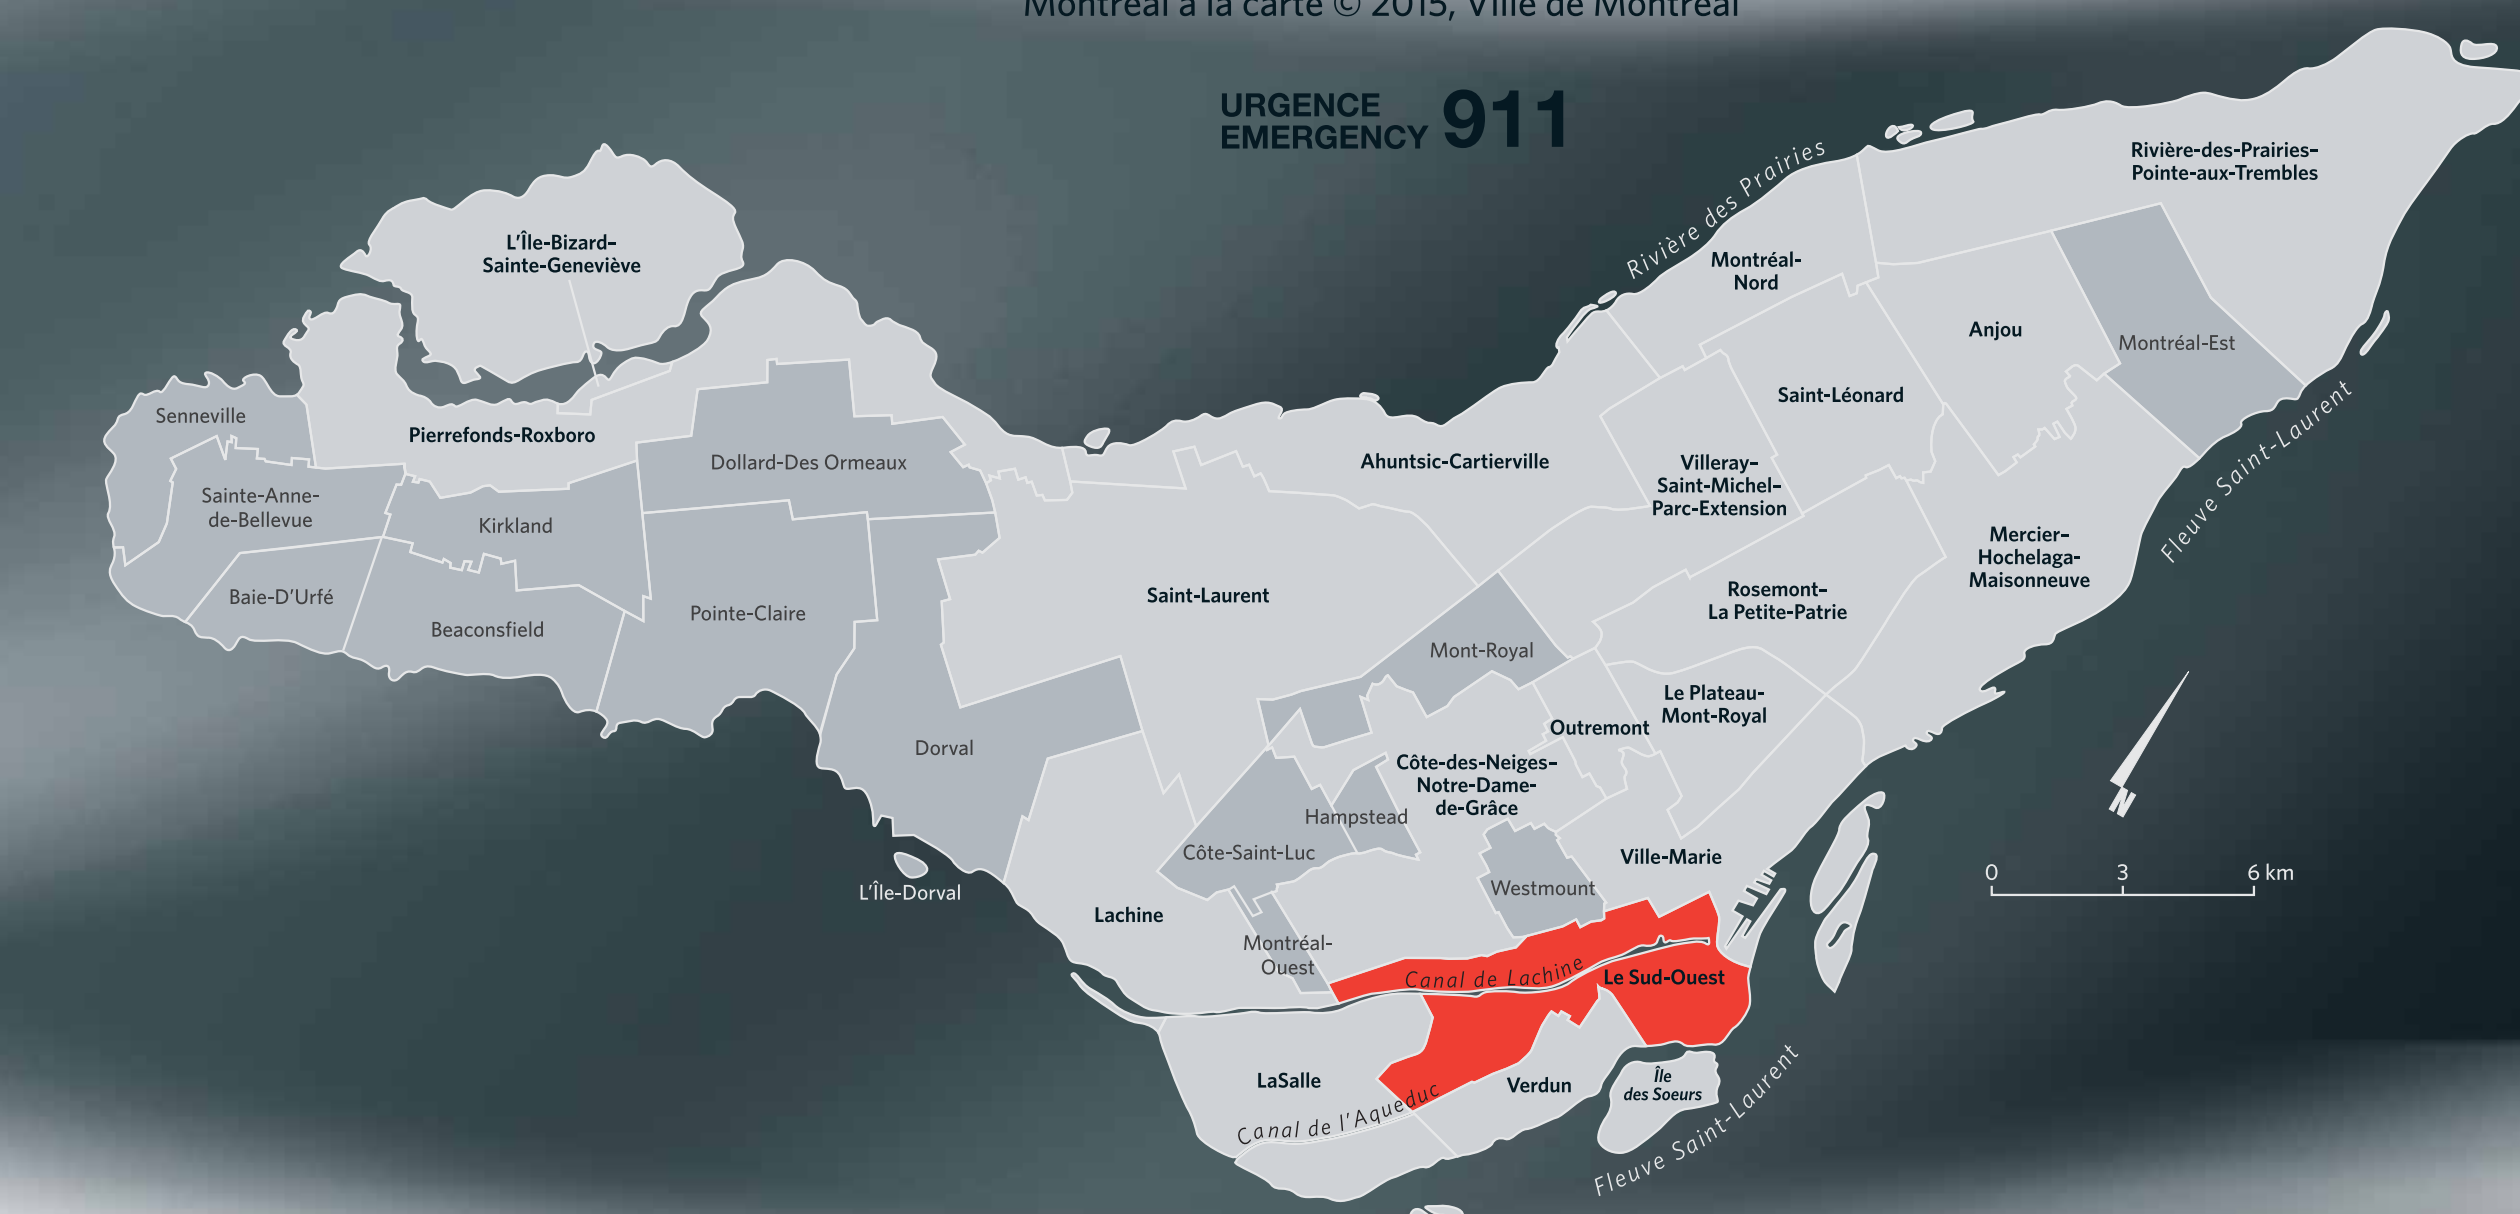 Montréal à la carte © 2015, Ville de Montréal
URGENCE
EMERGENCY 911
Rivière des Prairies
Rivière-des-Prairies–
Pointe-aux-Trembles
L'Île-Bizard–
Sainte-Geneviève
Montréal-
Nord
Anjou
Montréal-Est
Saint-Léonard
Senneville
Pierrefonds-Roxboro
Dollard-Des Ormeaux
Ahuntsic-Cartierville
Villeray–
Saint-Michel–
Parc-Extension
Fleuve Saint-Laurent
Sainte-Anne-
de-Bellevue
Kirkland
Mercier–
Hochelaga-
Maisonneuve
Baie-D'Urfé
Beaconsfield
Pointe-Claire
Saint-Laurent
Rosemont–
La Petite-Patrie
Mont-Royal
Le Plateau-
Mont-Royal
Outremont
Dorval
Côte-des-Neiges–
Notre-Dame-
de-Grâce
N
Hampstead
Côte-Saint-Luc
Ville-Marie
0 3 6 km
Westmount
L'Île-Dorval
Lachine
Montréal-
Ouest
Canal de Lachine
Le Sud-Ouest
LaSalle
Verdun
Île
des Soeurs
Canal de l'Aqueduc
Fleuve Saint-Laurent